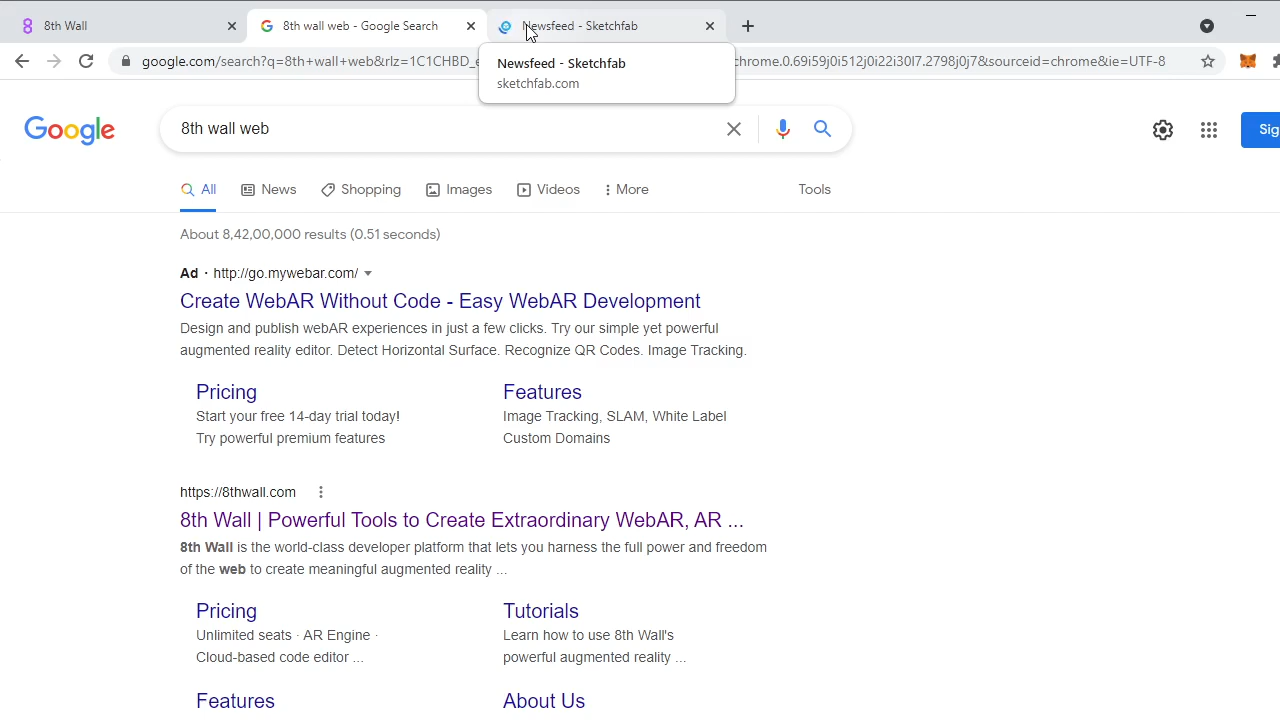 8th Wall
8th wall web - Google Search
Newsfeed - Sketchfab
google.com/search?q=8th+wall+web&rlz=1C1CHBD_e
chrome.0.69i59j0i512j0i22i30l7.2798j0j7&sourceid=chrome&ie=UTF-8
Newsfeed - Sketchfab
sketchfab.com
Google
8th wall web
Sig
All
News
Shopping
Images
Videos
More
Tools
About 8,42,00,000 results (0.51 seconds)
Ad · http://go.mywebar.com/
Create WebAR Without Code - Easy WebAR Development
Design and publish webAR experiences in just a few clicks. Try our simple yet powerful
augmented reality editor. Detect Horizontal Surface. Recognize QR Codes. Image Tracking.
Pricing
Start your free 14-day trial today!
Try powerful premium features
Features
Image Tracking, SLAM, White Label
Custom Domains
https://8thwall.com
8th Wall | Powerful Tools to Create Extraordinary WebAR, AR ...
8th Wall is the world-class developer platform that lets you harness the full power and freedom
of the web to create meaningful augmented reality ...
Pricing
Unlimited seats · AR Engine ·
Cloud-based code editor ...
Tutorials
Learn how to use 8th Wall's
powerful augmented reality ...
Features
About Us